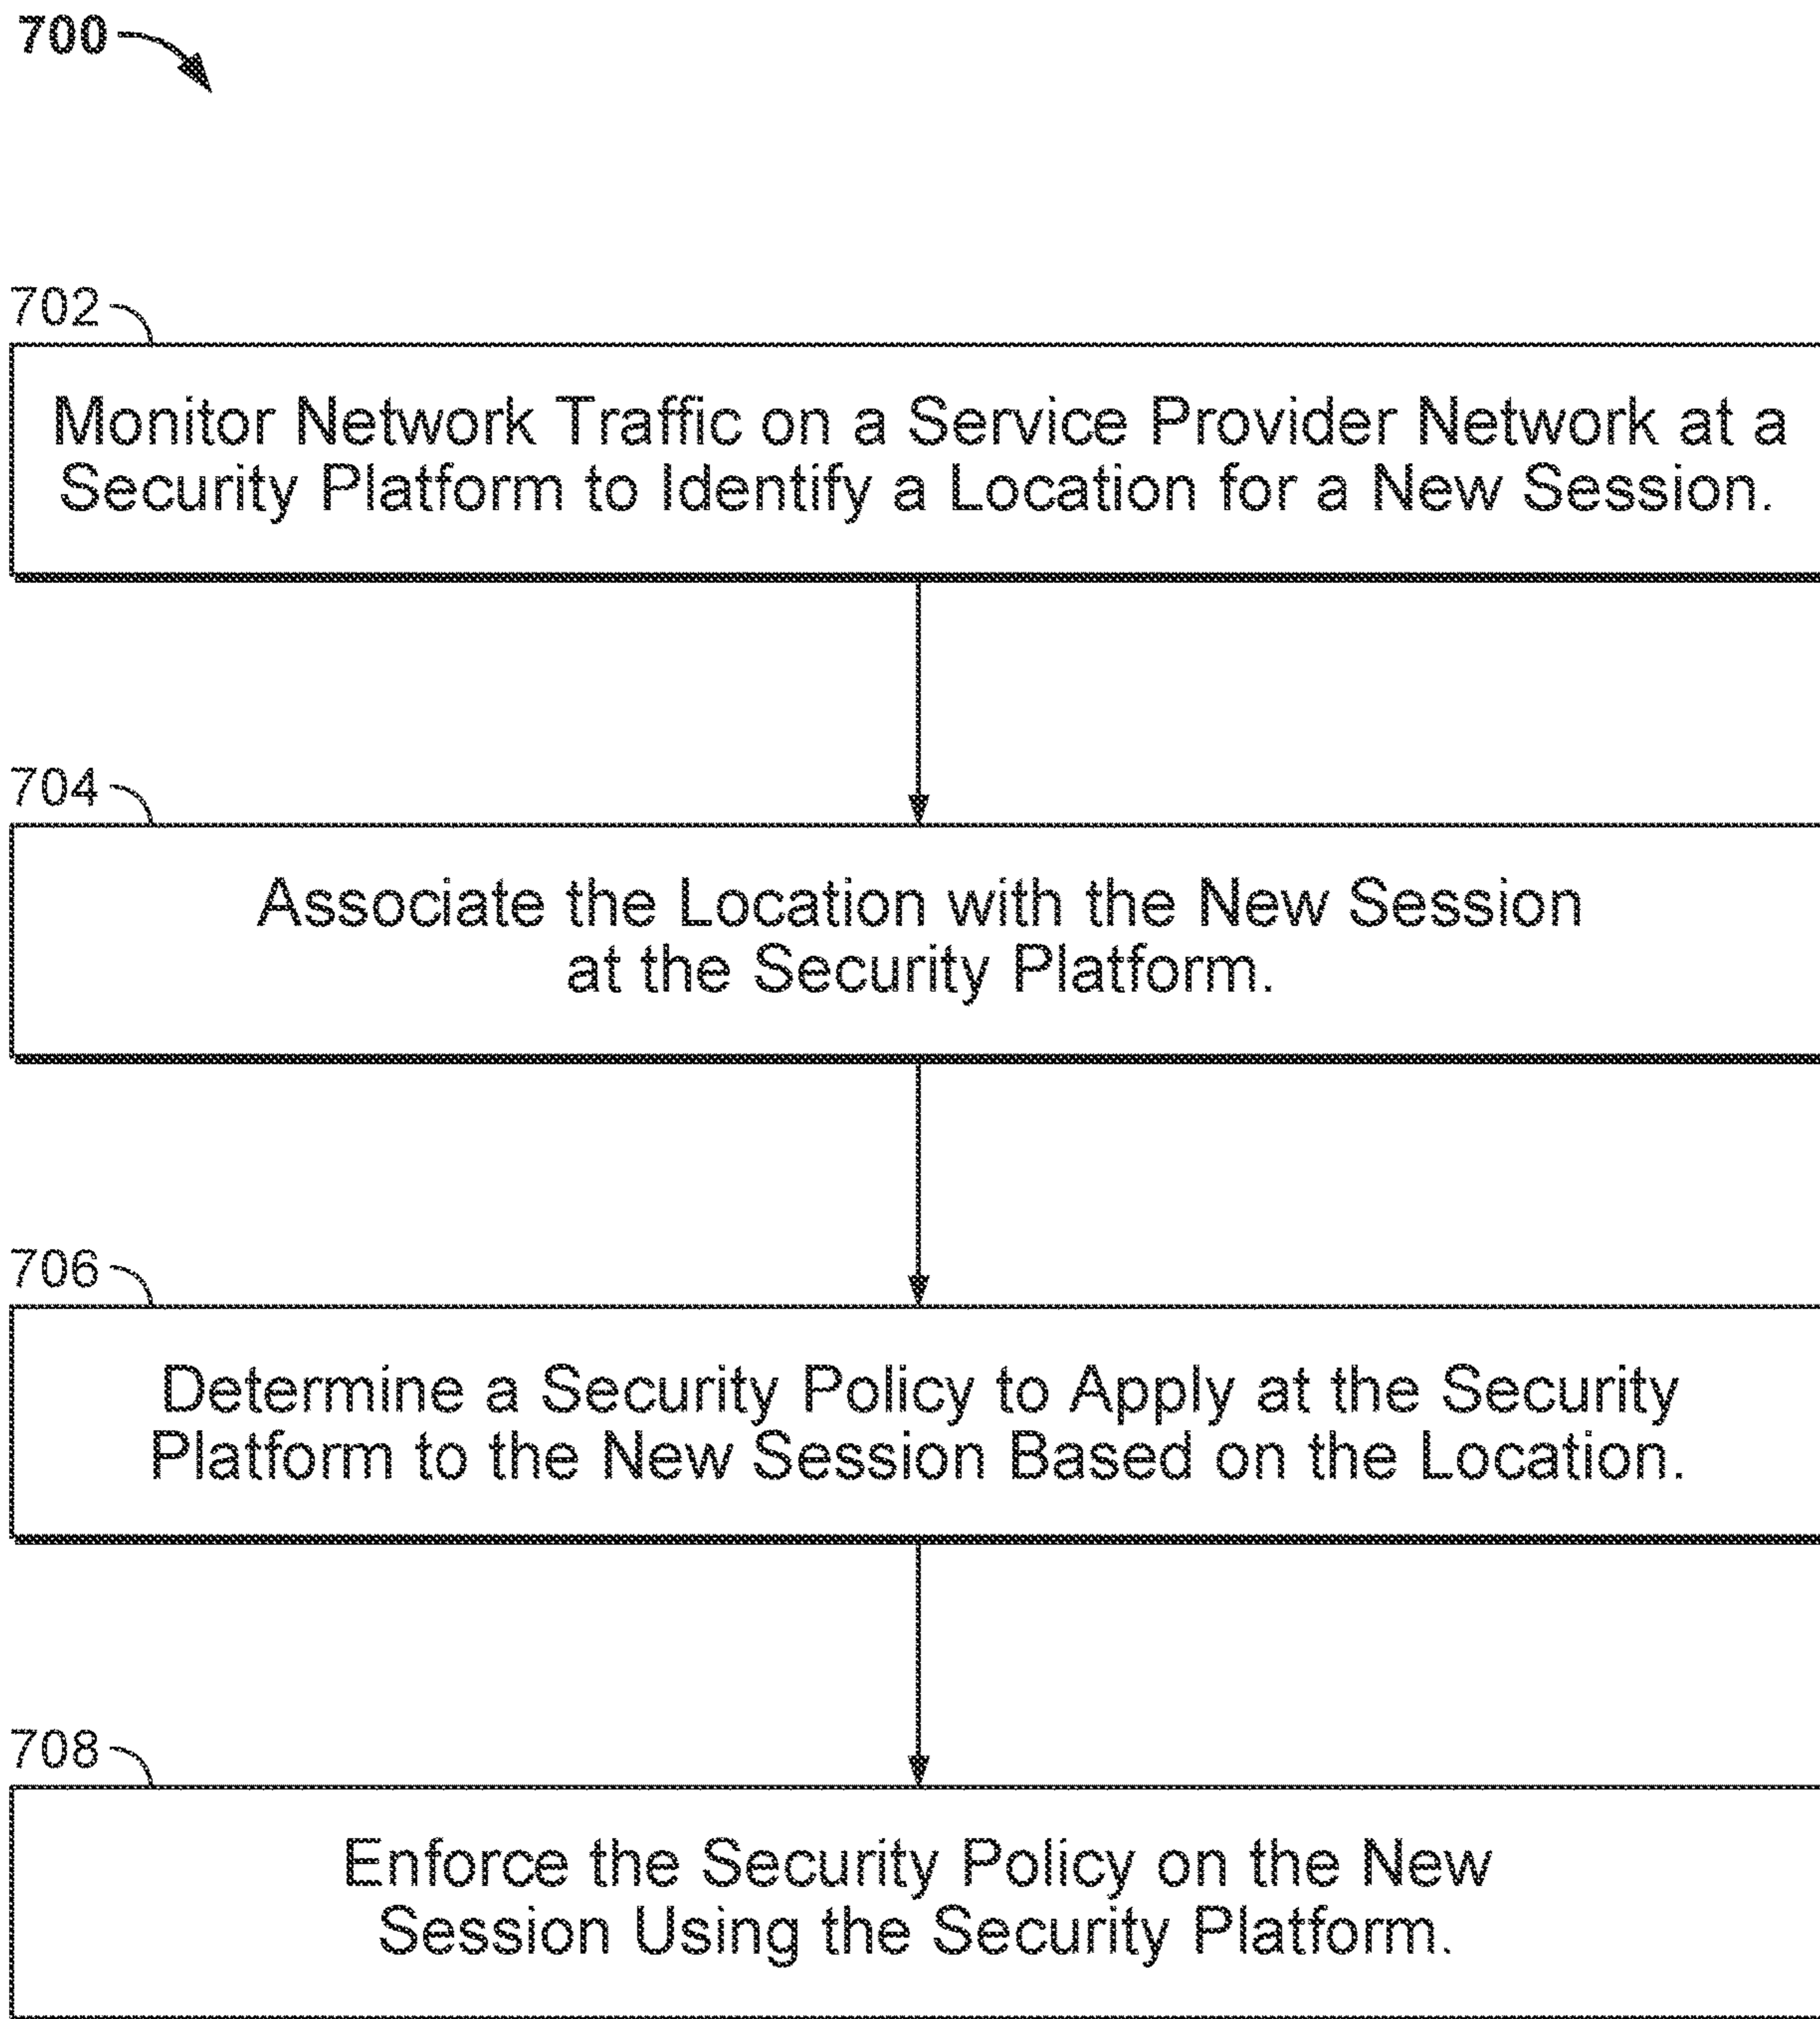 700
702
Monitor Network Traffic on a Service Provider Network at a
Security Platform to Identify a Location for a New Session.
704
Associate the Location with the New Session
at the Security Platform.
706
Determine a Security Policy to Apply at the Security
Platform to the New Session Based on the Location.
708
Enforce the Security Policy on the New
Session Using the Security Platform.